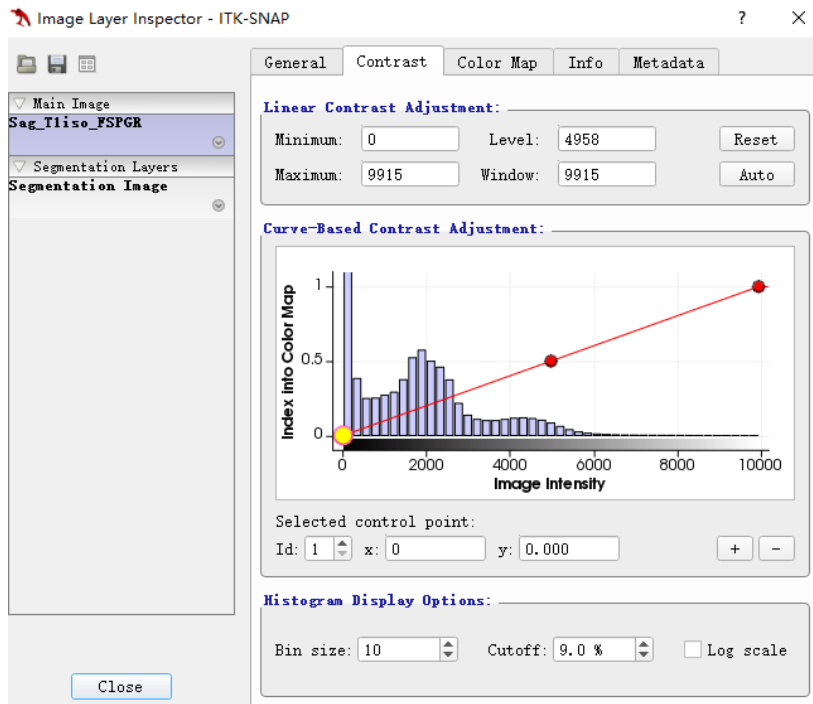 Image Layer Inspector - ITK-SNAP ? ×
General Contrast Color Map Info Metadata
Main Image
Sag_T1iso_FSPGR
Segmentation Layers
Segmentation Image
Close
Linear Contrast Adjustment:
Minimum: 0 Level: 4958 Reset
Maximum: 9915 Window: 9915 Auto
Curve-Based Contrast Adjustment:
Index into Color Map
1
0.5
0
0 2000 4000 6000 8000 10000
Image Intensity
Selected control point:
Id: 1 x: 0 y: 0.000 + -
Histogram Display Options:
Bin size: 10 Cutoff: 9.0 % Log scale